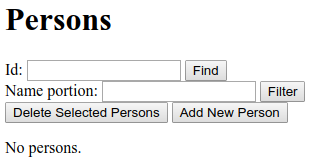 Persons
Id: Find
Name portion: Filter
Delete Selected Persons Add New Person
No persons.